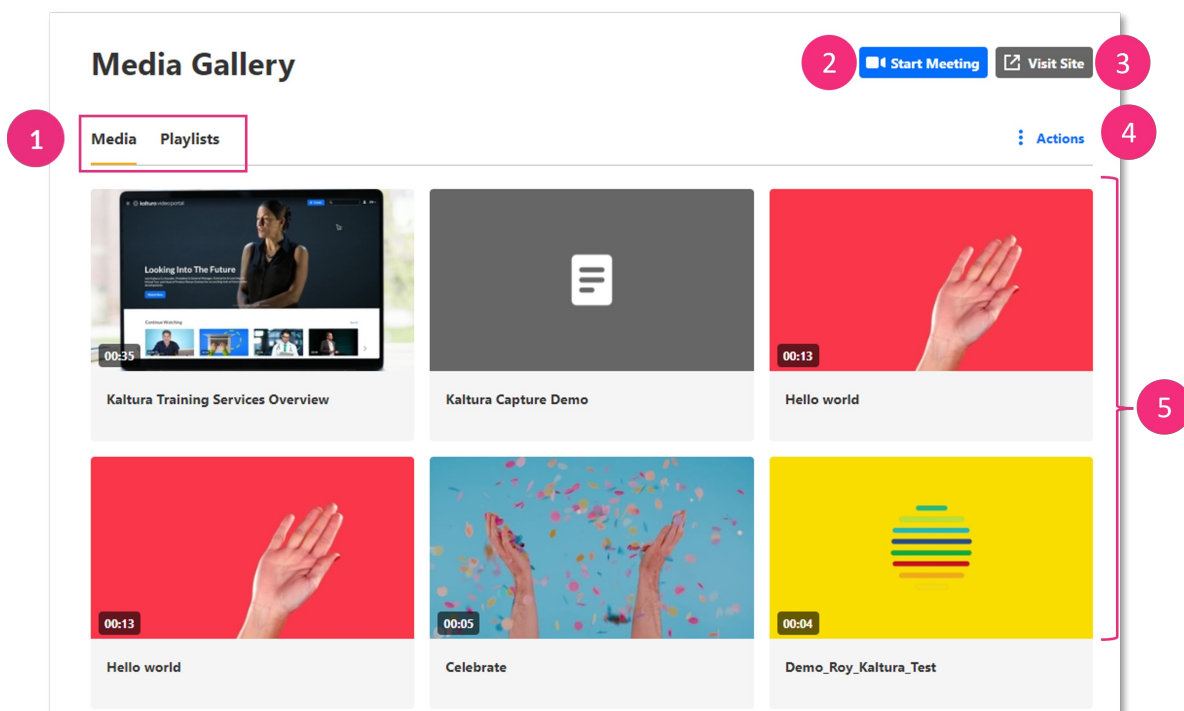 Media Gallery
2
Start Meeting
Visit Site
3
1
Media Playlists
Actions
4
kaltura videoportal
Looking Into The Future
Continue Watching
00:35
00:13
Kaltura Training Services Overview
Kaltura Capture Demo
Hello world
5
00:13
00:05
00:04
Hello world
Celebrate
Demo_Roy_Kaltura_Test